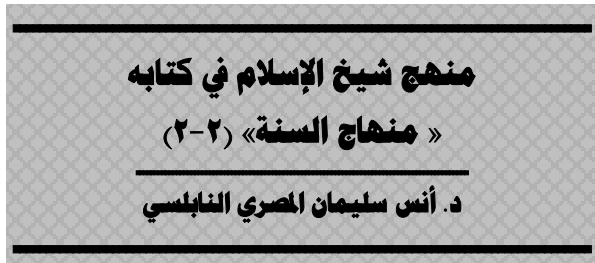 منهج شيخ الإسلام في كتابه
« منهاج السنة» (٢-٢)
د. أنس سليمان المصري النابلسي